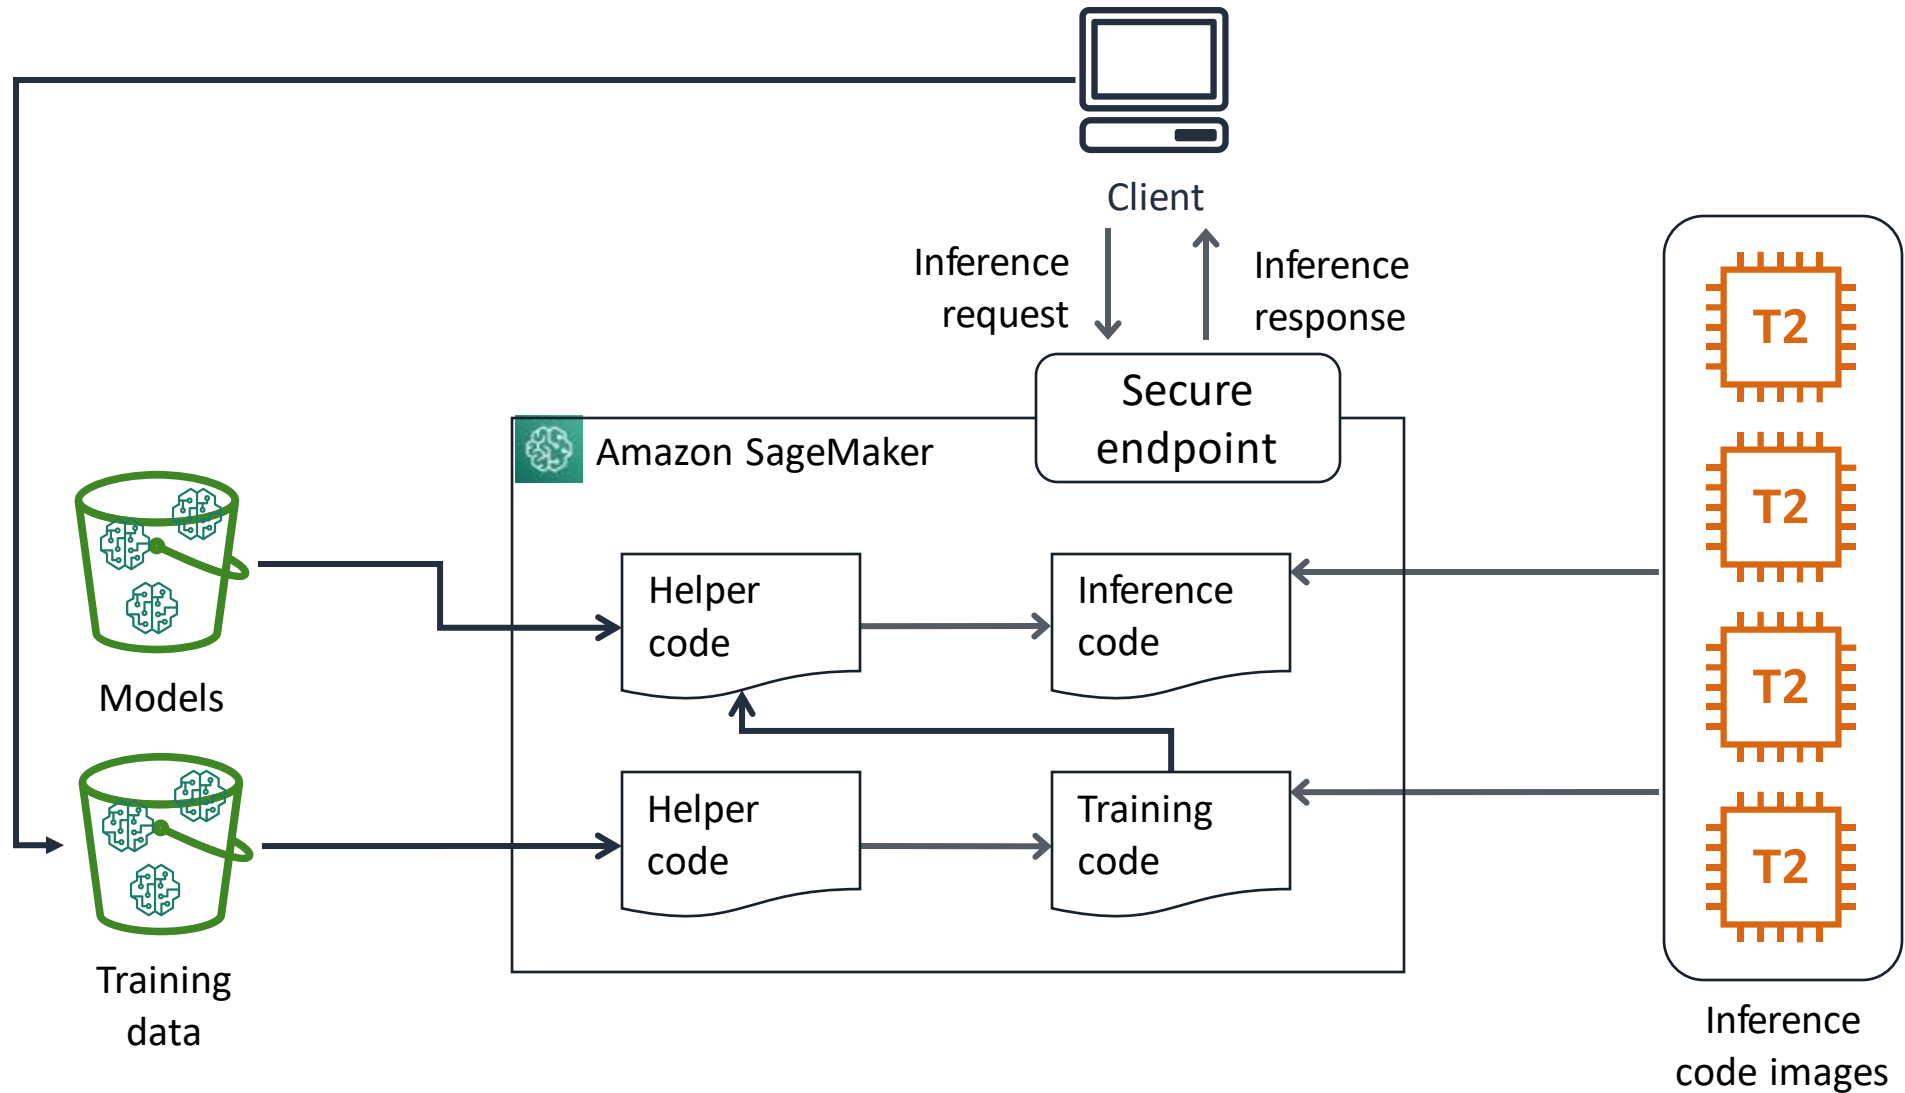 Client
Inference
request
Inference
response
Secure
endpoint
Amazon SageMaker
Models
Helper
code
Inference
code
Training
data
Helper
code
Training
code
T2
T2
T2
T2
Inference
code images